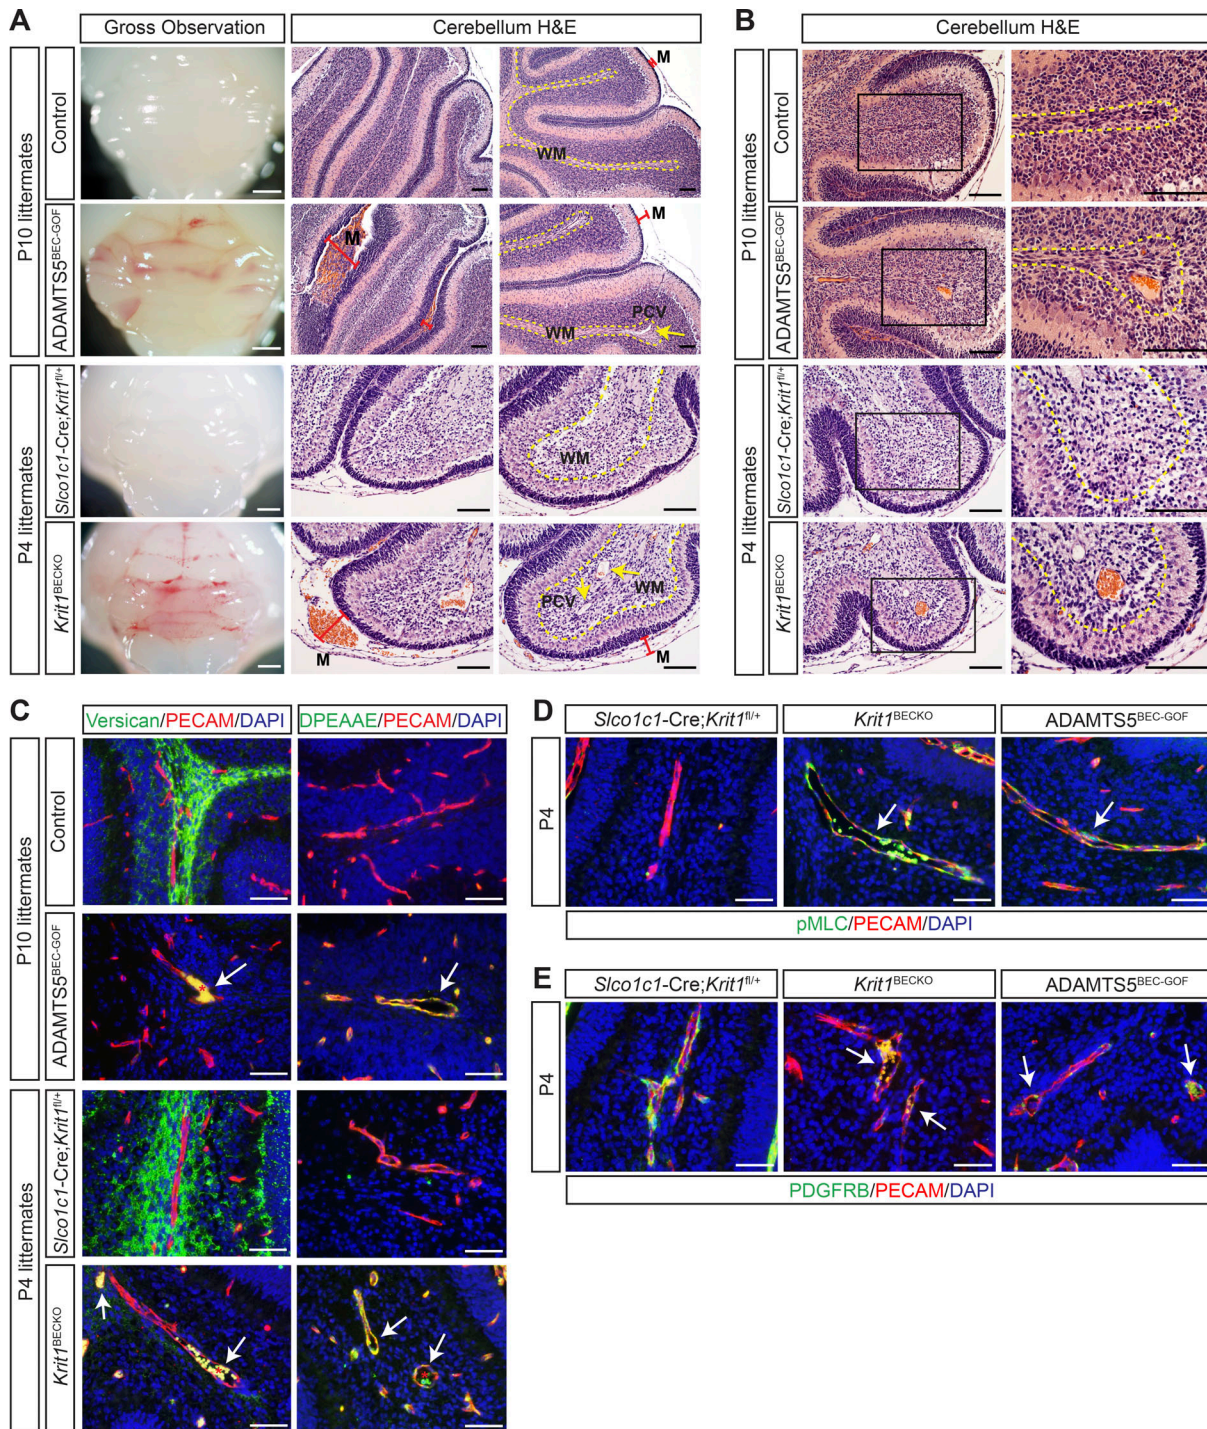 A
Gross Observation
Cerebellum H&E
P10 littermates
Control
M
WM
ADAMTS5BEC-GOF
M
M
WM
PCV
P4 littermates
Slco1c1-Cre;Krit1fl/+
WM
Krit1BECKO
M
PCV
WM
M
B
Cerebellum H&E
P10 littermates
Control
ADAMTS5BEC-GOF
P4 littermates
Slco1c1-Cre;Krit1fl/+
Krit1BECKO
C
Versican/PECAM/DAPI
DPEAAE/PECAM/DAPI
P10 littermates
Control
ADAMTS5BEC-GOF
*
P4 littermates
Slco1c1-Cre;Krit1fl/+
Krit1BECKO
*
*
D
Slco1c1-Cre;Krit1fl/+
Krit1BECKO
ADAMTS5BEC-GOF
P4
pMLC/PECAM/DAPI
E
Slco1c1-Cre;Krit1fl/+
Krit1BECKO
ADAMTS5BEC-GOF
P4
PDGFRB/PECAM/DAPI